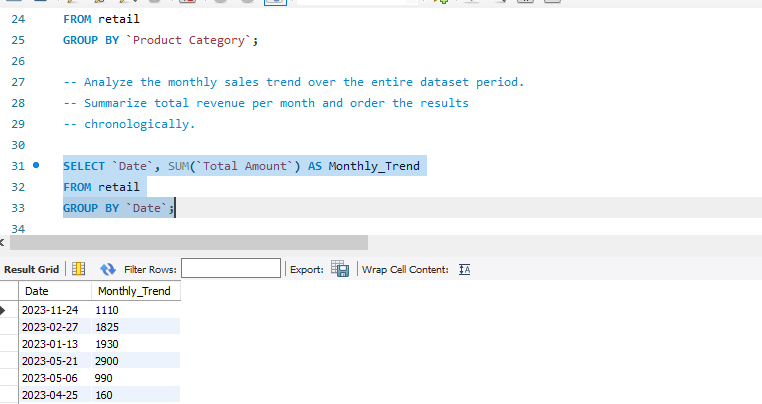 24 FROM retail
25 GROUP BY `Product Category`;
26
27 -- Analyze the monthly sales trend over the entire dataset period.
28 -- Summarize total revenue per month and order the results
29 -- chronologically.
30
31 SELECT `Date`, SUM(`Total Amount`) AS Monthly_Trend
32 FROM retail
33 GROUP BY `Date`;
34
Result Grid Filter Rows: Export: Wrap Cell Content: IA
Date Monthly_Trend
2023-11-24 1110
2023-02-27 1825
2023-01-13 1930
2023-05-21 2900
2023-05-06 990
2023-04-25 160